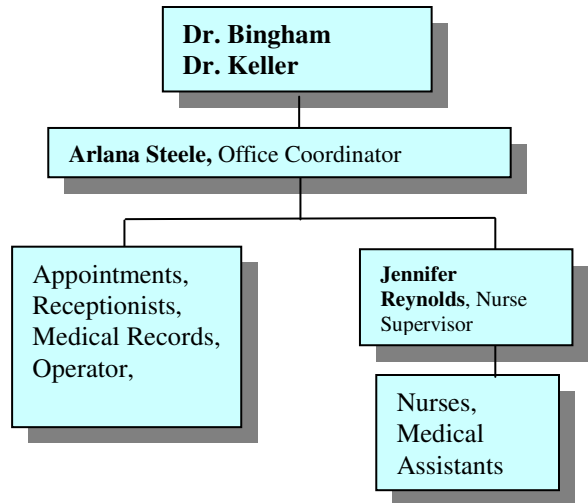 Dr. Bingham
Dr. Keller
Arlana Steele, Office Coordinator
Appointments,
Receptionists,
Medical Records,
Operator,
Jennifer
Reynolds, Nurse
Supervisor
Nurses,
Medical
Assistants